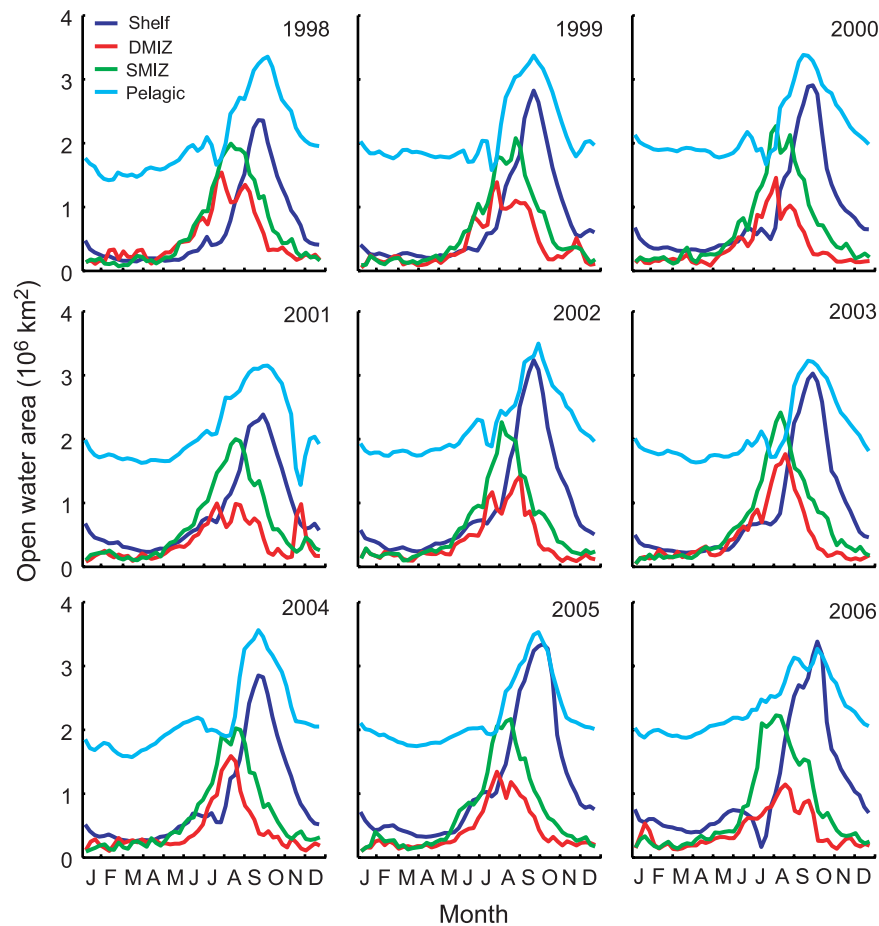 4
3
2
1
0
Shelf
DMIZ
SMIZ
Pelagic
1998
1999
2000
4
3
2
1
0
2001
2002
2003
Open water area (10⁶ km²)
4
3
2
1
0
2004
2005
2006
J F M A M J J A S O N D
J F M A M J J A S O N D
J F M A M J J A S O N D
Month